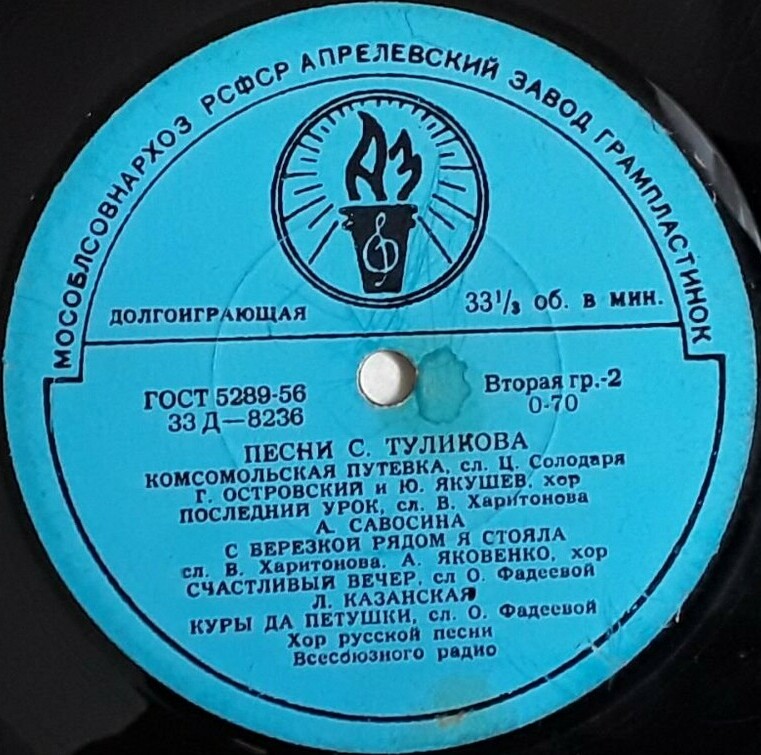 МОСОБЛСОВНАРХОЗ РСФСР АПРЕЛЕВСКИЙ ЗАВОД ГРАМПЛАСТИНОК
АЗ
ДОЛГОИГРАЮЩАЯ
33⅓ об. в мин.
ГОСТ 5289-56
33 Д—8236
Вторая гр.-2
0-70
ПЕСНИ С. ТУЛИКОВА
КОМСОМОЛЬСКАЯ ПУТЕВКА, сл. Ц. Солодаря
Г. ОСТРОВСКИЙ и Ю. ЯКУШЕВ, хор
ПОСЛЕДНИЙ УРОК, сл. В. Харитонова
А. САВОСИНА
С БЕРЕЗКОЙ РЯДОМ Я СТОЯЛА
сл. В. Харитонова. А. ЯКОВЕНКО, хор
СЧАСТЛИВЫЙ ВЕЧЕР, сл О. Фадеевой
Л. КАЗАНСКАЯ
КУРЫ ДА ПЕТУШКИ, сл. О. Фадеевой
Хор русской песни
Всесоюзного радио